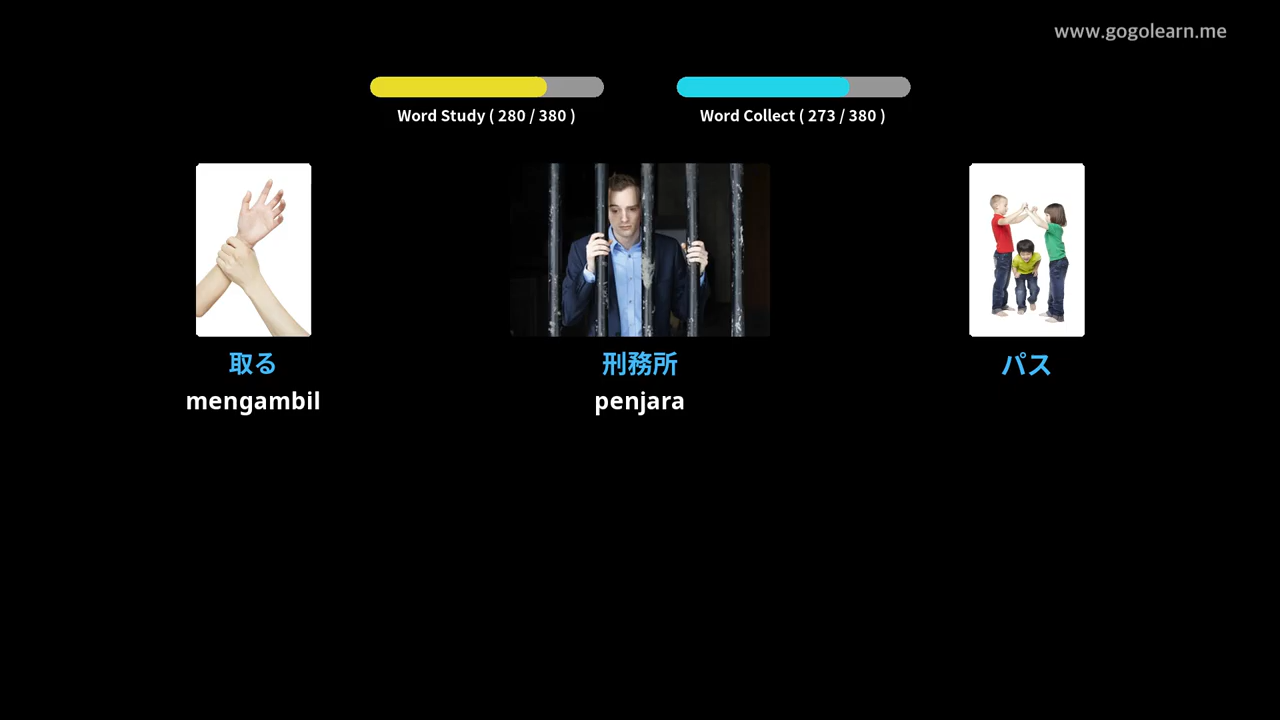 www.gogolearn.me
Word Study ( 280 / 380 )
Word Collect ( 273 / 380 )
取る
mengambil
刑務所
penjara
パス